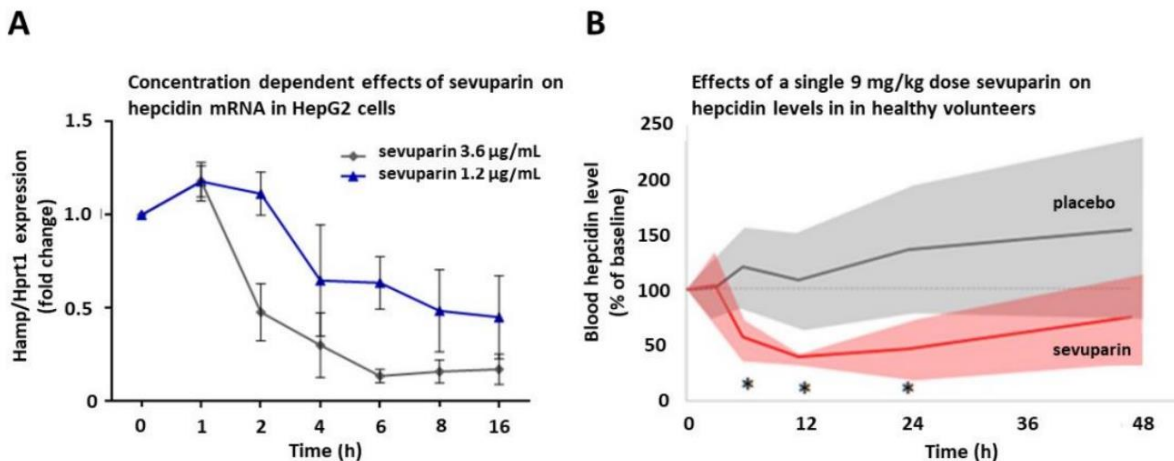 A
Concentration dependent effects of sevuparin on
hepcidin mRNA in HepG2 cells
1.5
1.0
0.5
0
sevuparin 3.6 µg/mL
sevuparin 1.2 µg/mL
Hamp/Hprt1 expression
(fold change)
0 1 2 4 6 8 16
Time (h)
B
Effects of a single 9 mg/kg dose sevuparin on
hepcidin levels in in healthy volunteers
250
200
150
100
50
0
Blood hepcidin level
(% of baseline)
placebo
sevuparin
* * *
0 12 24 36 48
Time (h)